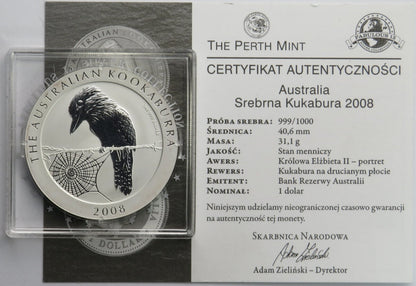 THE AUSTRALIAN KOOKABURRA
2008
THE PERTH MINT
CERTYFIKAT AUTENTYCZNOŚCI
Australia
Srebrna Kukabura 2008
PRÓBA SREBRA: 999/1000
ŚREDNICA: 40,6 mm
MASA: 31,1 g
JAKOŚĆ: Stan menniczy
AWERS: Królowa Elżbieta II – portret
REWERS: Kukabura na drucianym płocie
EMITENT: Bank Rezerwy Australii
NOMINAŁ: 1 dolar
Niniejszym udzielamy nieograniczonej czasowo gwarancji
na autentyczność tej monety.
SKARBNICA NARODOWA
Adam Zieliński
Adam Zieliński – Dyrektor